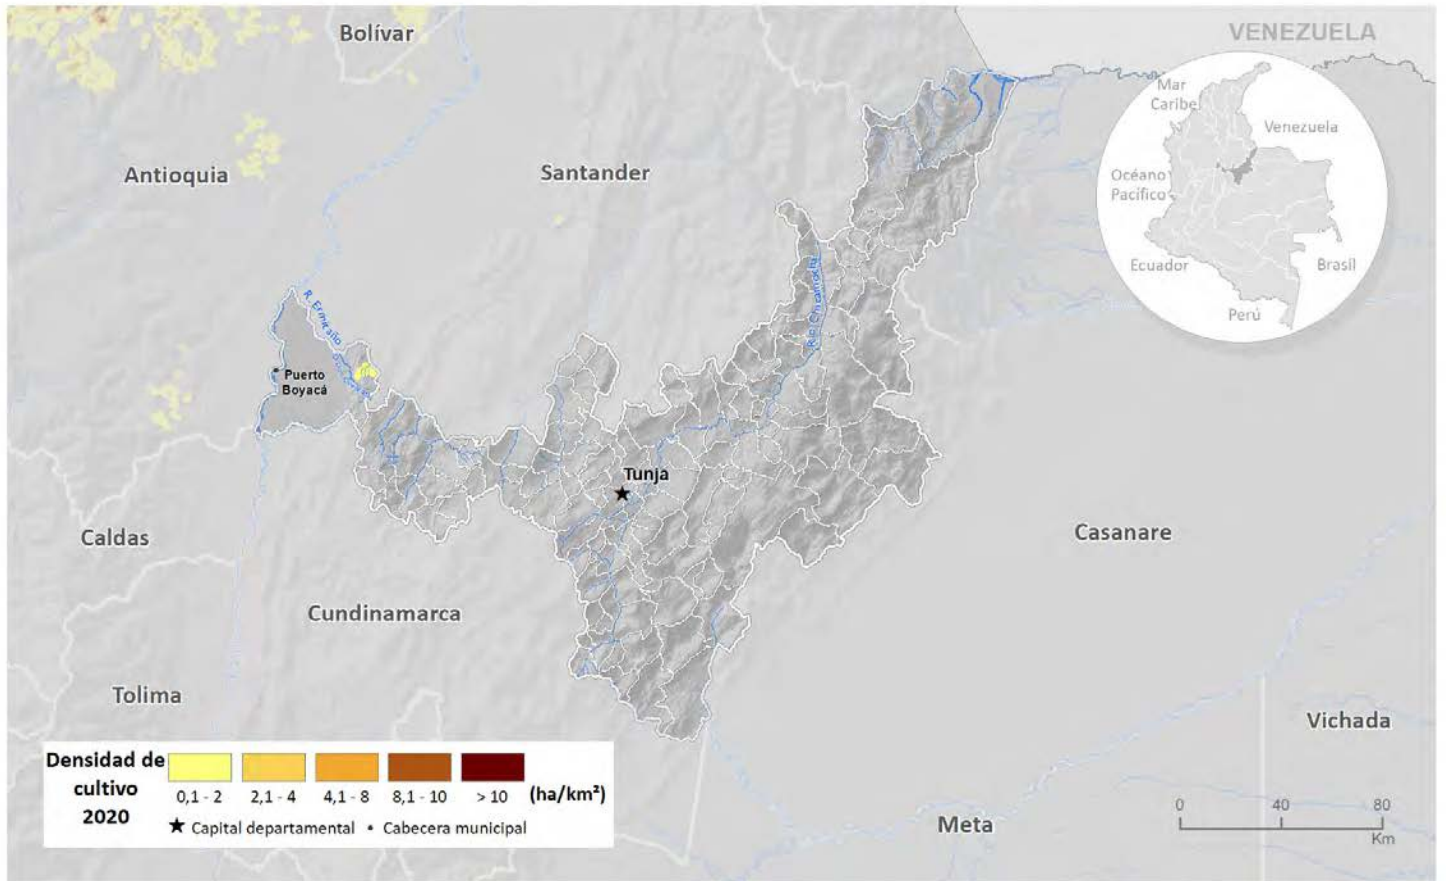 Bolívar
VENEZUELA
Mar
Caribe
Venezuela
Antioquia
Santander
Océano
Pacífico
Ecuador
Brasil
Perú
R. Ermitaño
Río Chicamocha
Puerto
Boyacá
Tunja
Casanare
Caldas
Cundinamarca
Tolima
Vichada
Meta
Densidad de
cultivo
2020
0,1 - 2
2,1 - 4
4,1 - 8
8,1 - 10
> 10
(ha/km²)
Capital departamental
Cabecera municipal
0 40 80
Km